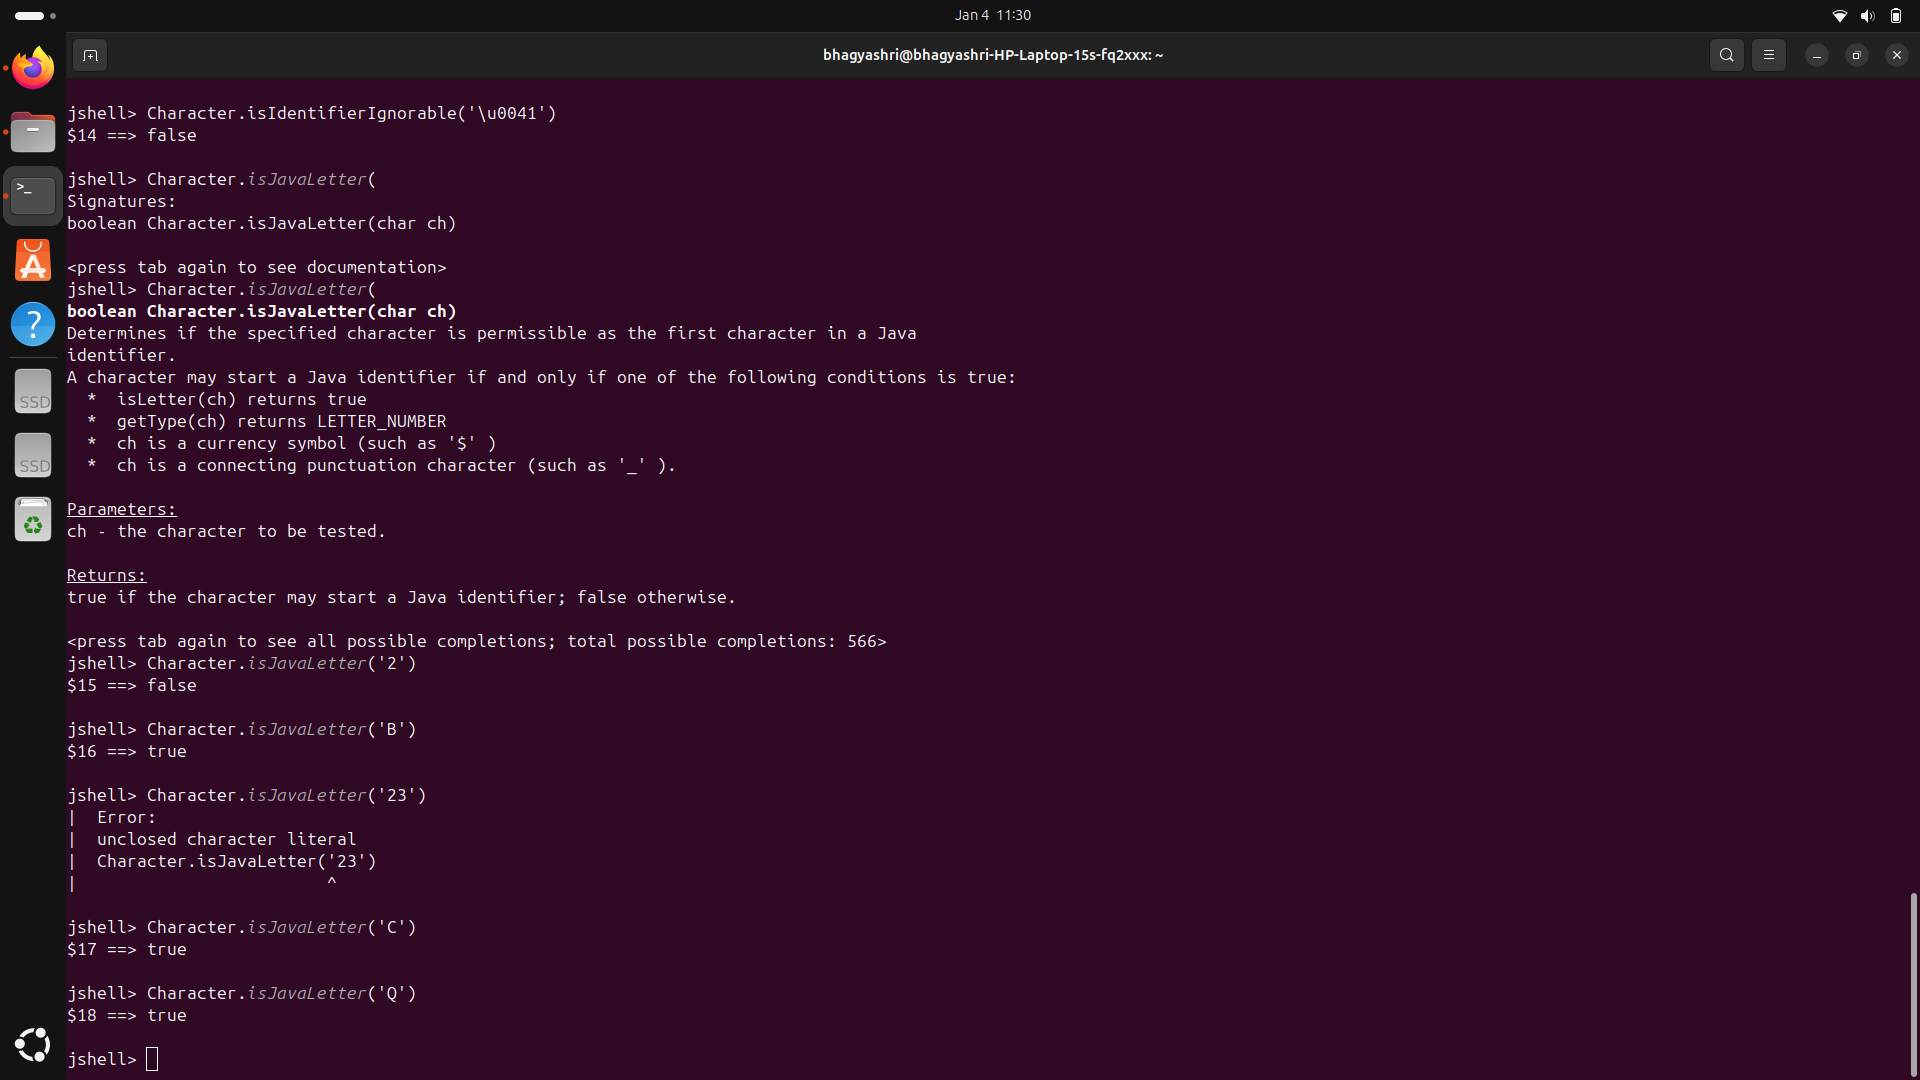 Jan 4 11:30
bhagyashri@bhagyashri-HP-Laptop-15s-fq2xxx: ~
jshell> Character.isIdentifierIgnorable('\u0041')
$14 ==> false
jshell> Character.isJavaLetter(
Signatures:
boolean Character.isJavaLetter(char ch)
<press tab again to see documentation>
jshell> Character.isJavaLetter(
boolean Character.isJavaLetter(char ch)
Determines if the specified character is permissible as the first character in a Java
identifier.
A character may start a Java identifier if and only if one of the following conditions is true:
* isLetter(ch) returns true
* getType(ch) returns LETTER_NUMBER
* ch is a currency symbol (such as '$' )
* ch is a connecting punctuation character (such as '_' ).
Parameters:
ch - the character to be tested.
Returns:
true if the character may start a Java identifier; false otherwise.
<press tab again to see all possible completions; total possible completions: 566>
jshell> Character.isJavaLetter('2')
$15 ==> false
jshell> Character.isJavaLetter('B')
$16 ==> true
jshell> Character.isJavaLetter('23')
| Error:
| unclosed character literal
| Character.isJavaLetter('23')
| ^
jshell> Character.isJavaLetter('C')
$17 ==> true
jshell> Character.isJavaLetter('Q')
$18 ==> true
jshell>
>_
A
?
SSD
SSD